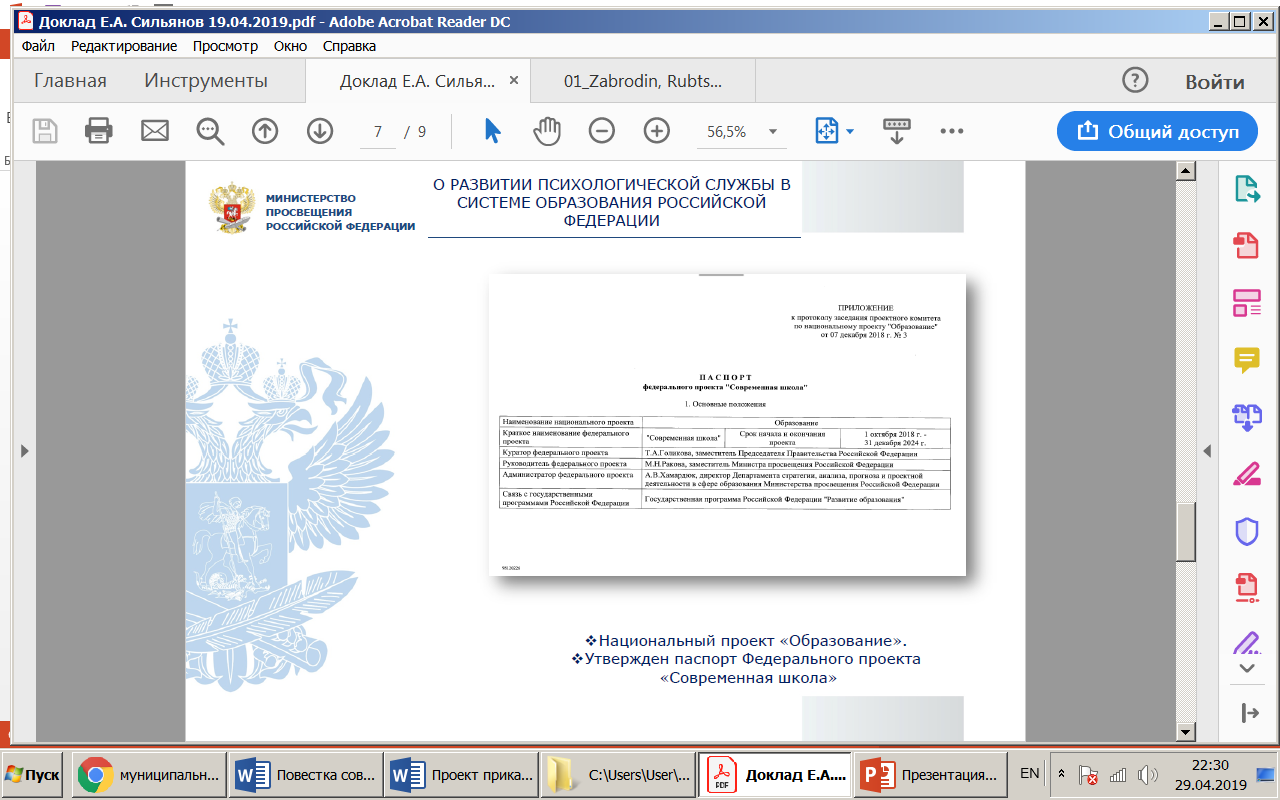 Доклад Е.А. Сильянов 19.04.2019.pdf - Adobe Acrobat Reader DC
Файл Редактирование Просмотр Окно Справка
Главная Инструменты Доклад Е.А. Силья... × 01_Zabrodin, Rubts... ? Войти
7 / 9 56,5% Общий доступ
МИНИСТЕРСТВО
ПРОСВЕЩЕНИЯ
РОССИЙСКОЙ ФЕДЕРАЦИИ
О РАЗВИТИИ ПСИХОЛОГИЧЕСКОЙ СЛУЖБЫ В
СИСТЕМЕ ОБРАЗОВАНИЯ РОССИЙСКОЙ
ФЕДЕРАЦИИ
ПРИЛОЖЕНИЕ
к протоколу заседания проектного комитета
по национальному проекту "Образование"
от 07 декабря 2018 г. № 3
П А С П О Р Т
федерального проекта "Современная школа"
1. Основные положения
Наименование национального проекта Образование
Краткое наименование федерального
проекта
"Современная школа"
Срок начала и окончания
проекта
1 октября 2018 г. -
31 декабря 2024 г.
Куратор федерального проекта Т.А.Голикова, заместитель Председателя Правительства Российской Федерации
Руководитель федерального проекта М.Н.Ракова, заместитель Министра просвещения Российской Федерации
Администратор федерального проекта А.В.Хамардюк, директор Департамента стратегии, анализа, прогноза и проектной
деятельности в сфере образования Министерства просвещения Российской Федерации
Связь с государственными
программами Российской Федерации
Государственная программа Российской Федерации "Развитие образования"
❖Национальный проект «Образование».
❖Утвержден паспорт Федерального проекта
«Современная школа»
Пуск муниципальн... Повестка сов... Проект прика... C:\Users\User\... Доклад Е.А.... Презентация... EN 22:30
29.04.2019